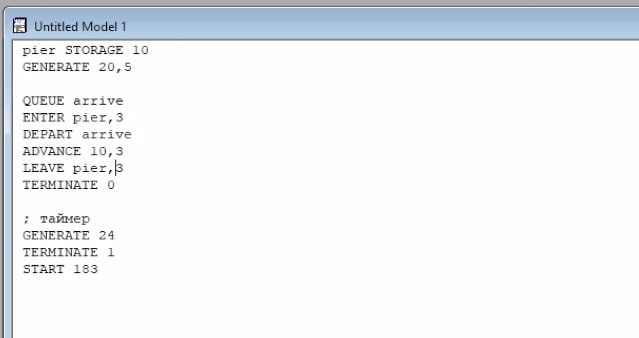 Untitled Model 1
pier STORAGE 10
GENERATE 20,5
QUEUE arrive
ENTER pier,3
DEPART arrive
ADVANCE 10,3
LEAVE pier,3
TERMINATE 0
; таймер
GENERATE 24
TERMINATE 1
START 183